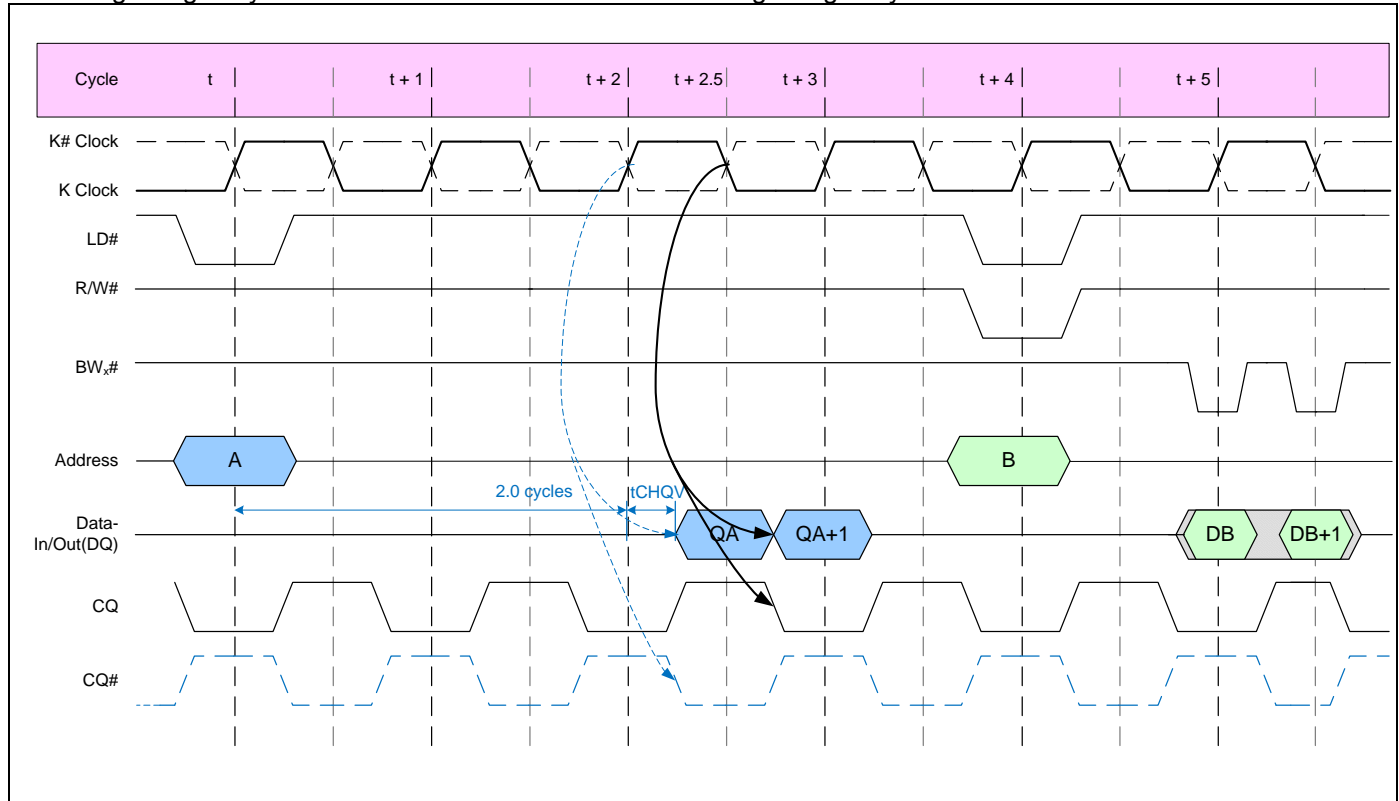 Cycle t t + 1 t + 2 t + 2.5 t + 3 t + 4 t + 5
K# Clock
K Clock
LD#
R/W#
BWₓ#
Address A B
2.0 cycles tCHQV
Data-
In/Out(DQ) QA QA+1 DB DB+1
CQ
CQ#